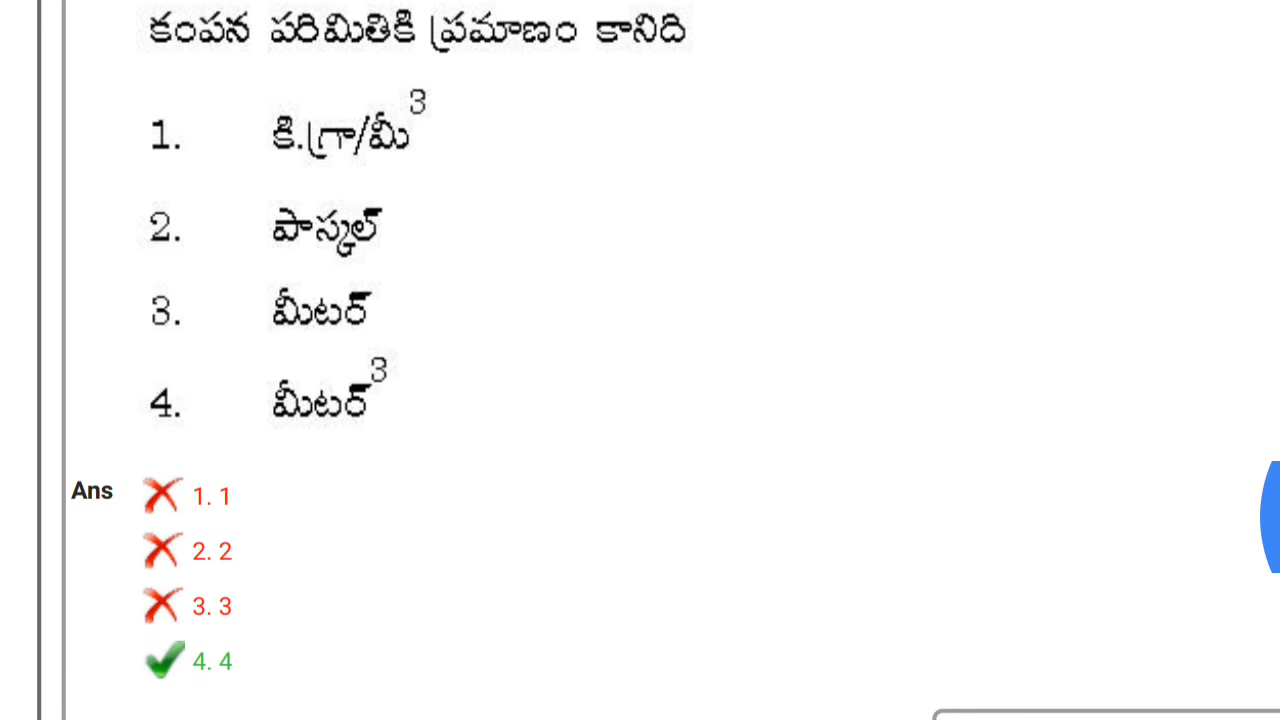 కంపన పరిమితికి ప్రమాణం కానిది
1. కి.గ్రా/మీ³
2. పాస్కల్
3. మీటర్
4. మీటర్³
Ans 1. 1
2. 2
3. 3
4. 4